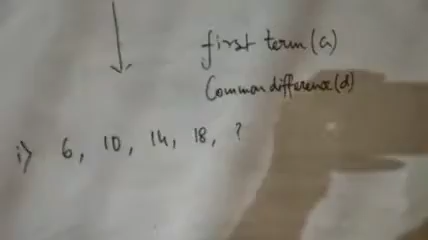 first term (a)
Common difference (d)
i) 6, 10, 14, 18, ?